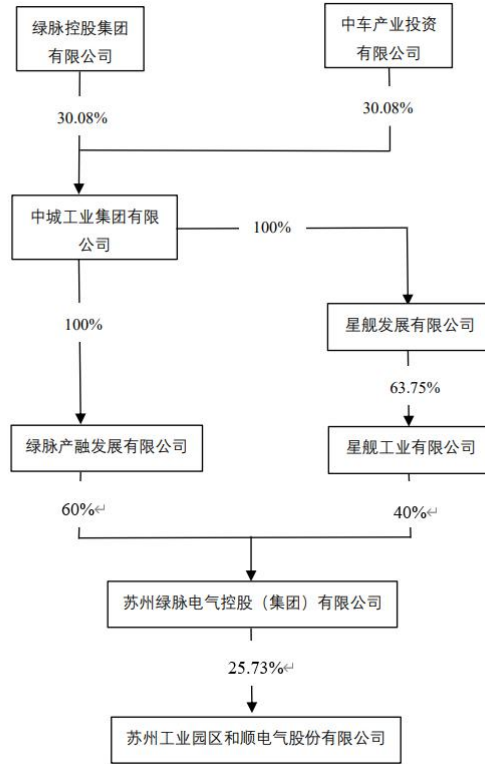 绿脉控股集团
有限公司
中车产业投资
有限公司
30.08%
30.08%
中城工业集团有限
公司
100%
100%
星舰发展有限公司
63.75%
绿脉产融发展有限公司
星舰工业有限公司
60%↵
40%↵
苏州绿脉电气控股（集团）有限公司
25.73%↵
苏州工业园区和顺电气股份有限公司